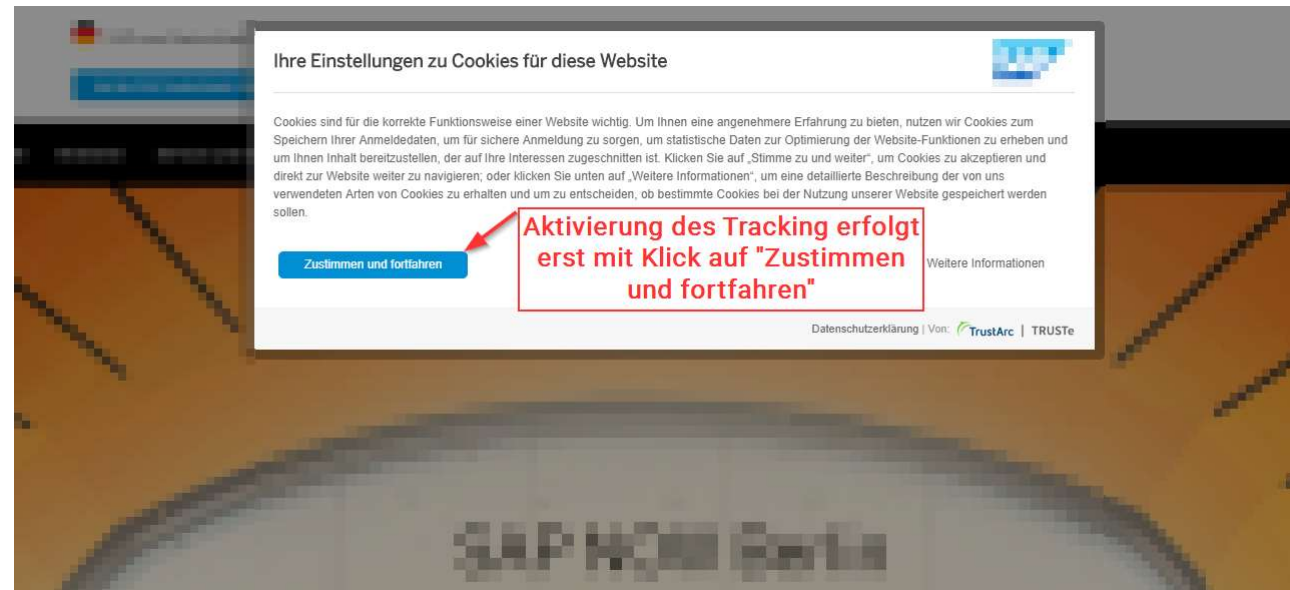 Ihre Einstellungen zu Cookies für diese Website
Cookies sind für die korrekte Funktionsweise einer Website wichtig. Um Ihnen eine angenehmere Erfahrung zu bieten, nutzen wir Cookies zum
Speichern Ihrer Anmeldedaten, um für sichere Anmeldung zu sorgen, um statistische Daten zur Optimierung der Website-Funktionen zu erheben und
um Ihnen Inhalt bereitzustellen, der auf Ihre Interessen zugeschnitten ist. Klicken Sie auf „Stimme zu und weiter“, um Cookies zu akzeptieren und
direkt zur Website weiter zu navigieren; oder klicken Sie unten auf „Weitere Informationen“, um eine detaillierte Beschreibung der von uns
verwendeten Arten von Cookies zu erhalten und um zu entscheiden, ob bestimmte Cookies bei der Nutzung unserer Website gespeichert werden
sollen.
Aktivierung des Tracking erfolgt
erst mit Klick auf "Zustimmen
und fortfahren"
Zustimmen und fortfahren
Weitere Informationen
Datenschutzerklärung | Von: TrustArc | TRUSTe
SAP NOW Berlin